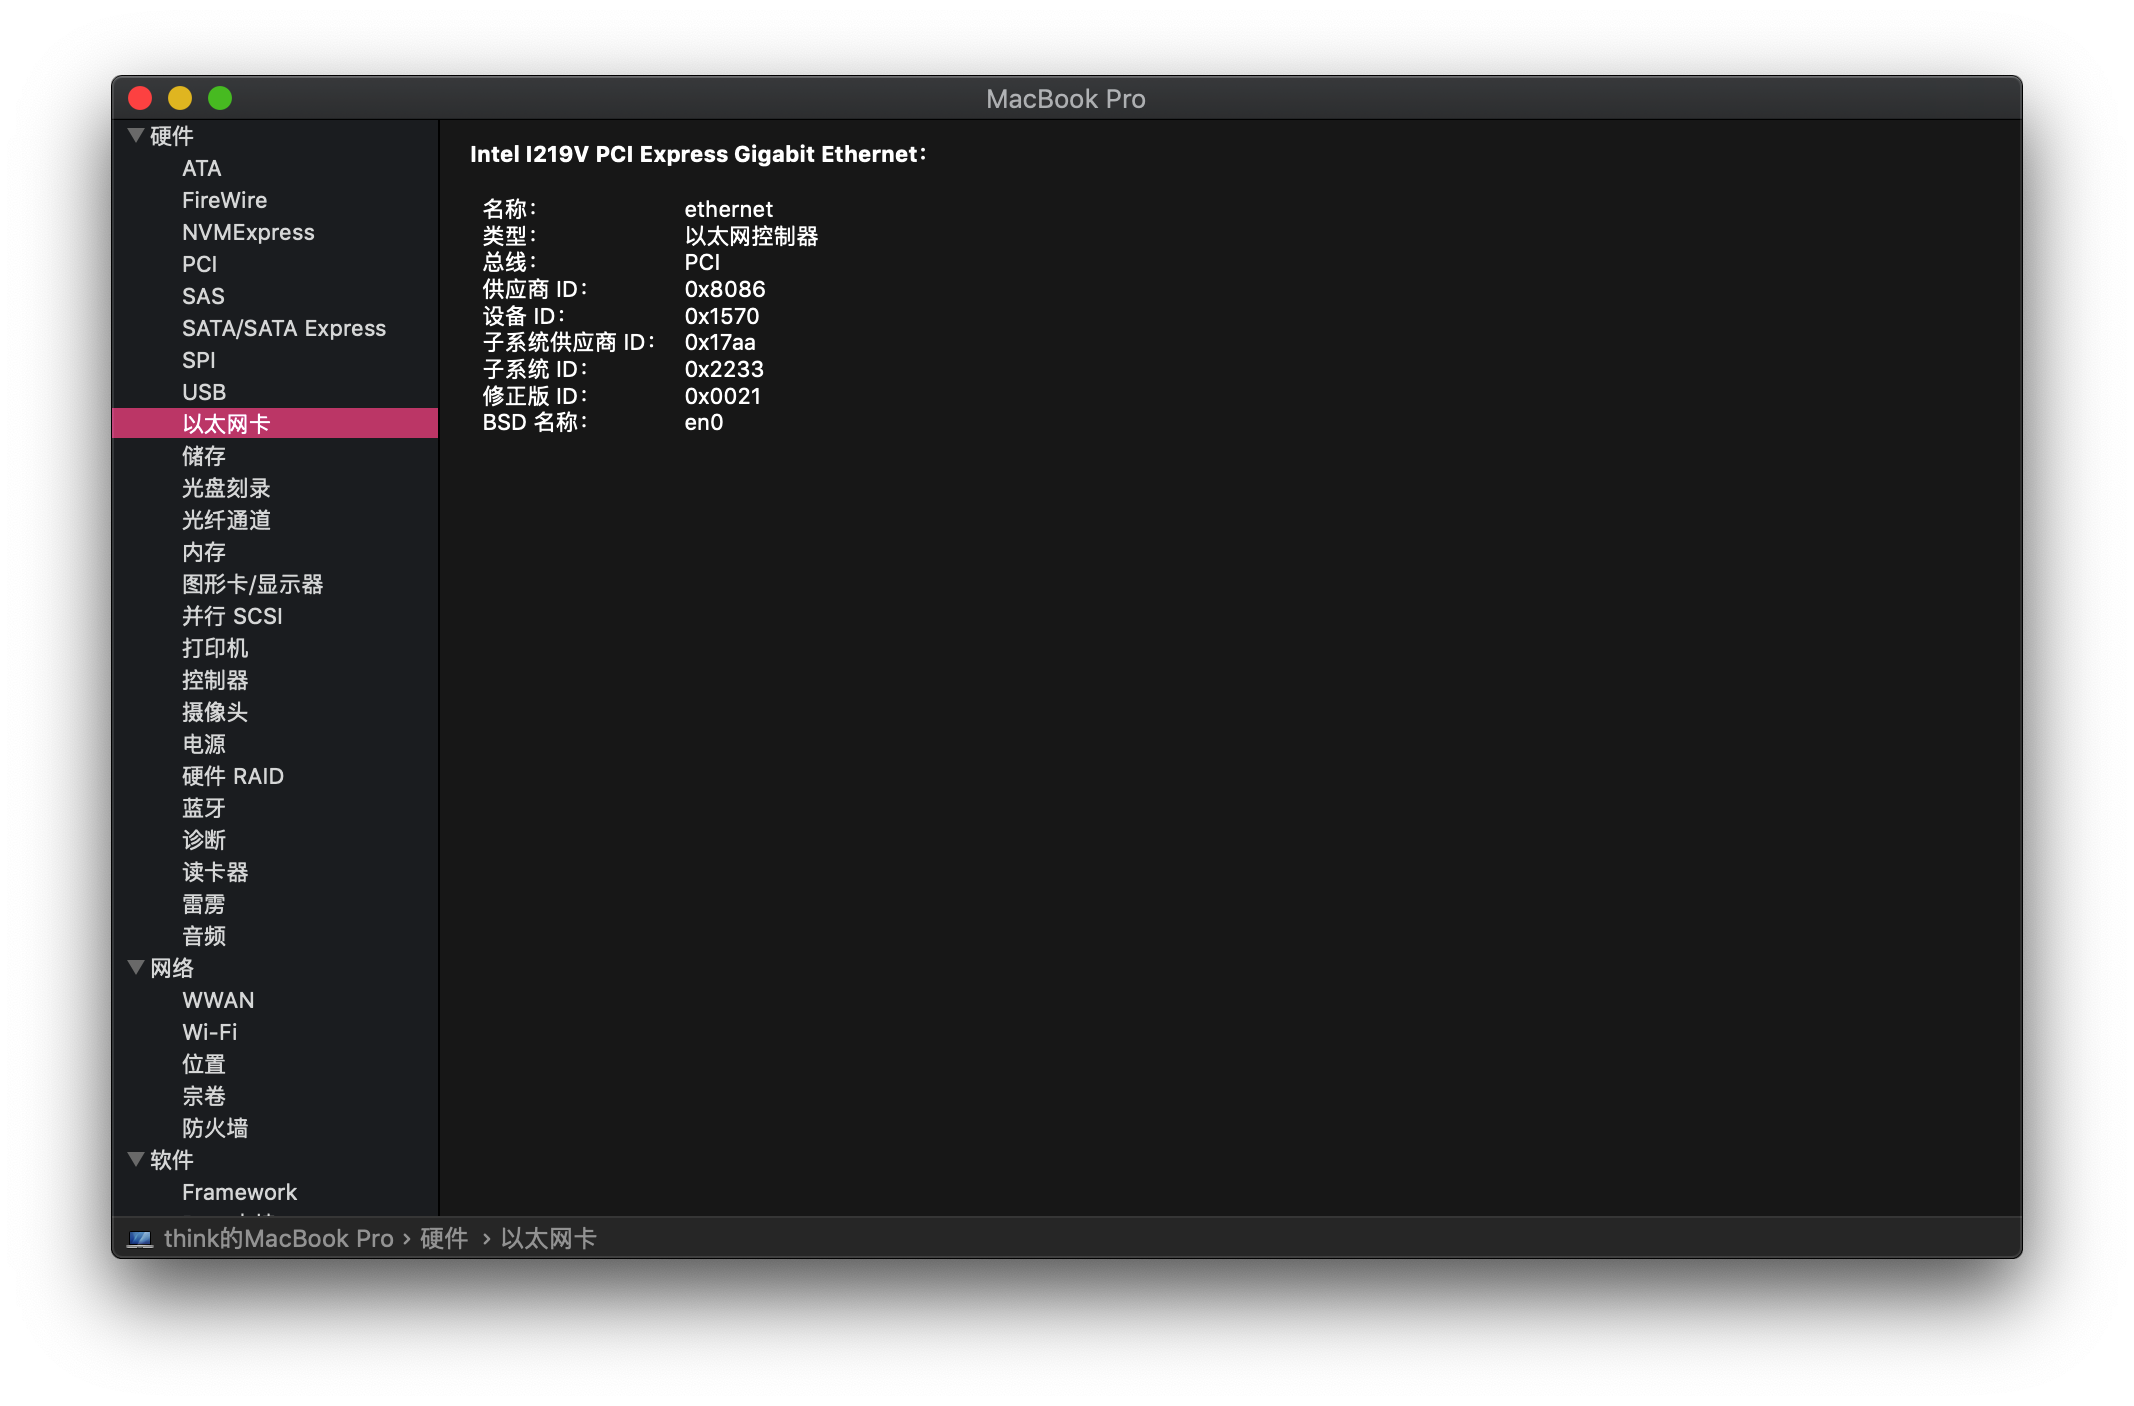 MacBook Pro
硬件
ATA
FireWire
NVMExpress
PCI
SAS
SATA/SATA Express
SPI
USB
以太网卡
储存
光盘刻录
光纤通道
内存
图形卡/显示器
并行 SCSI
打印机
控制器
摄像头
电源
硬件 RAID
蓝牙
诊断
读卡器
雷雳
音频
网络
WWAN
Wi-Fi
位置
宗卷
防火墙
软件
Framework
Intel I219V PCI Express Gigabit Ethernet：
名称： ethernet
类型： 以太网控制器
总线： PCI
供应商 ID： 0x8086
设备 ID： 0x1570
子系统供应商 ID： 0x17aa
子系统 ID： 0x2233
修正版 ID： 0x0021
BSD 名称： en0
think的MacBook Pro › 硬件 › 以太网卡